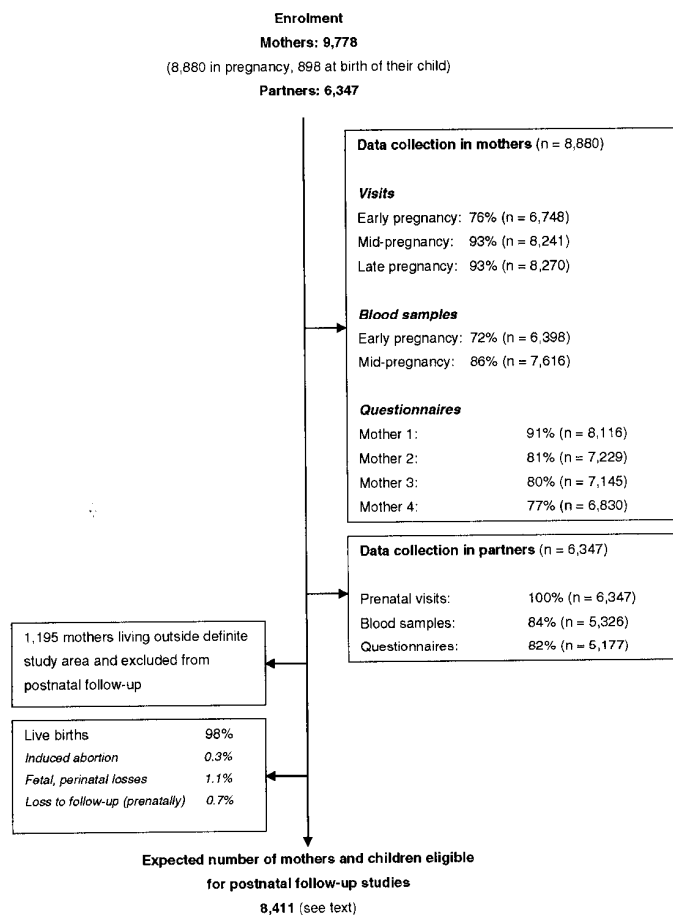 Enrolment
Mothers: 9,778
(8,880 in pregnancy, 898 at birth of their child)
Partners: 6,347
Data collection in mothers (n = 8,880)
Visits
Early pregnancy: 76% (n = 6,748)
Mid-pregnancy: 93% (n = 8,241)
Late pregnancy: 93% (n = 8,270)
Blood samples
Early pregnancy: 72% (n = 6,398)
Mid-pregnancy: 86% (n = 7,616)
Questionnaires
Mother 1: 91% (n = 8,116)
Mother 2: 81% (n = 7,229)
Mother 3: 80% (n = 7,145)
Mother 4: 77% (n = 6,830)
Data collection in partners (n = 6,347)
Prenatal visits: 100% (n = 6,347)
Blood samples: 84% (n = 5,326)
Questionnaires: 82% (n = 5,177)
1,195 mothers living outside definite
study area and excluded from
postnatal follow-up
Live births 98%
Induced abortion 0.3%
Fetal, perinatal losses 1.1%
Loss to follow-up (prenatally) 0.7%
Expected number of mothers and children eligible
for postnatal follow-up studies
8,411 (see text)